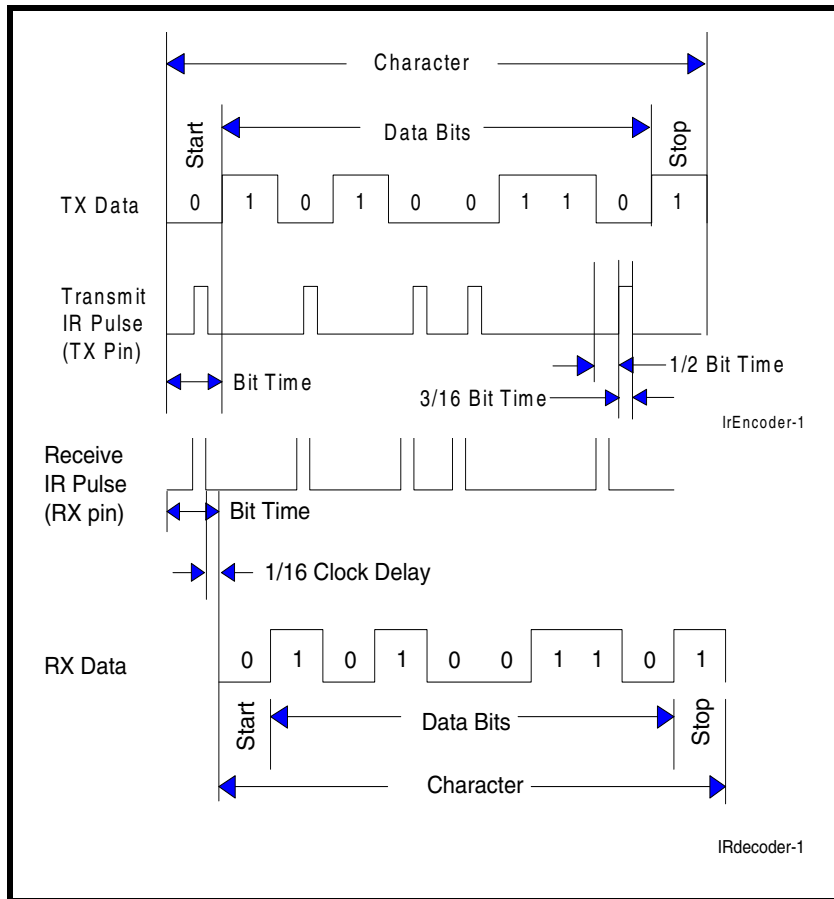 Character
Start
Data Bits
Stop
TX Data
0 1 0 1 0 0 1 1 0 1
Transmit
IR Pulse
(TX Pin)
Bit Time
1/2 Bit Time
3/16 Bit Time
IrEncoder-1
Receive
IR Pulse
(RX pin)
Bit Time
1/16 Clock Delay
RX Data
0 1 0 1 0 0 1 1 0 1
Start
Data Bits
Stop
Character
IRdecoder-1